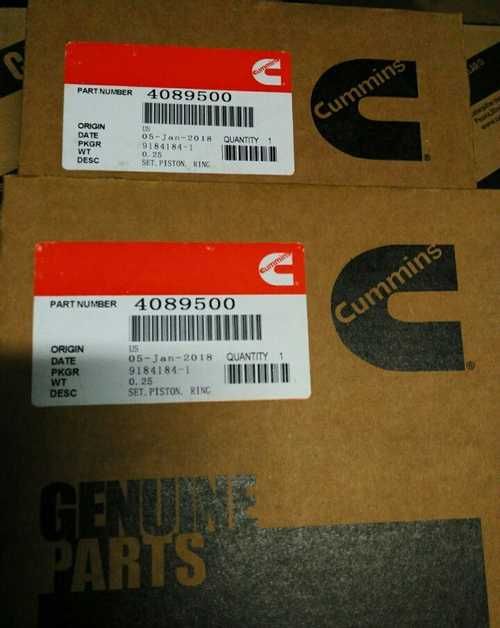 Cummins
PART NUMBER 4089500
ORIGIN US
DATE 05-Jan-2018 QUANTITY 1
PKGR 9184184-1
WT 0.25
DESC SET,PISTON, RING
Cummins
®
Cummins
PART NUMBER 4089500
ORIGIN US
DATE 05-Jan-2018 QUANTITY 1
PKGR 9184184-1
WT 0.25
DESC SET,PISTON, RING
Cummins
®
GENUINE
PARTS